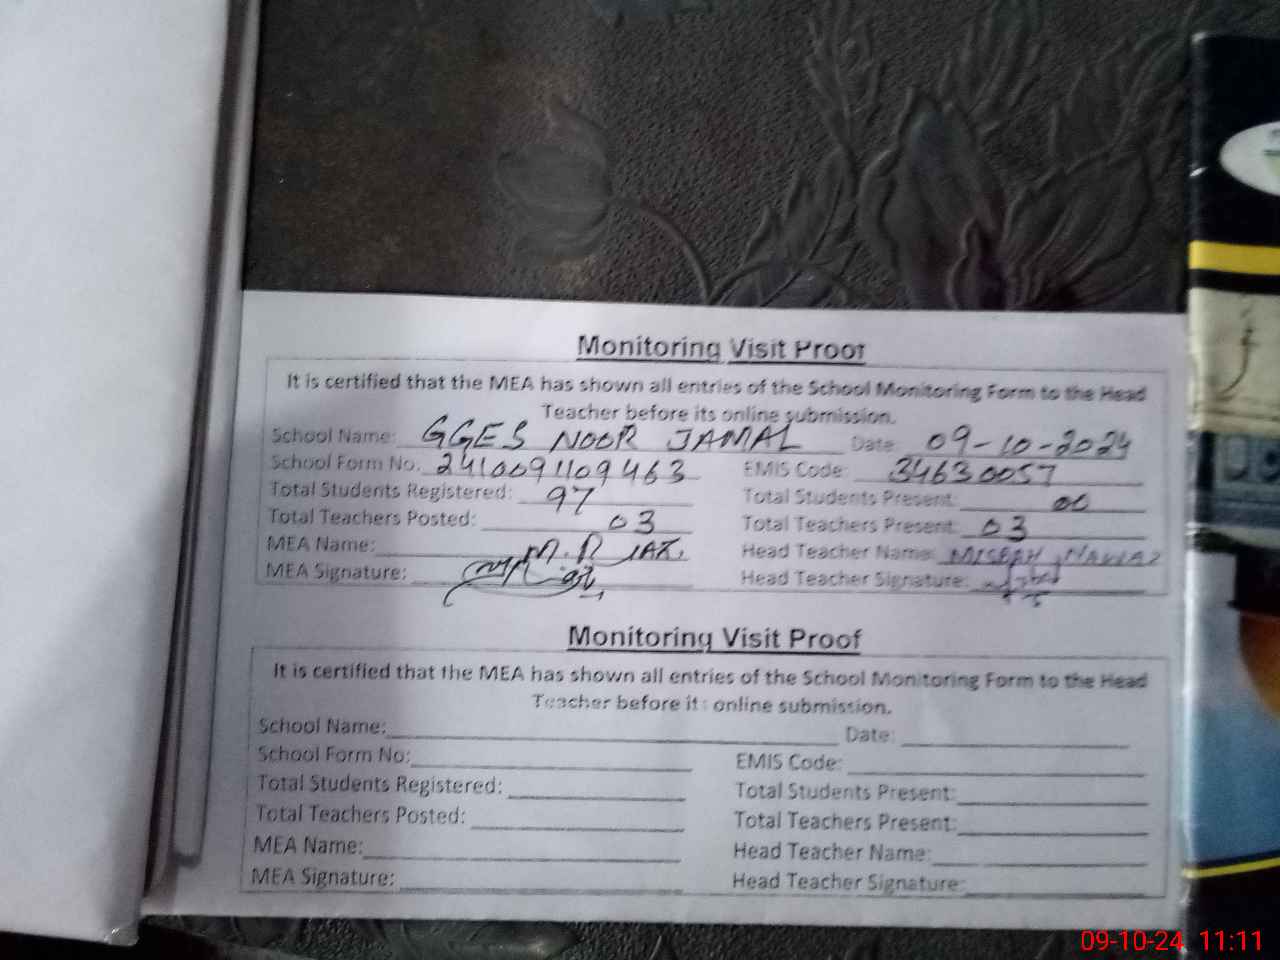 Monitoring Visit Proof
It is certified that the MEA has shown all entries of the School Monitoring Form to the Head
Teacher before its online submission.
School Name: GGES NOOR JAMAL Date: 09-10-2024
School Form No: 2410091109463 EMIS Code: 34630057
Total Students Registered: 97 Total Students Present: 00
Total Teachers Posted: 03 Total Teachers Present: 03
MEA Name: M.R Head Teacher Name: MISBAH NAWAZ
MEA Signature: Head Teacher Signature:
Monitoring Visit Proof
It is certified that the MEA has shown all entries of the School Monitoring Form to the Head
Teacher before its online submission.
School Name: Date:
School Form No: EMIS Code:
Total Students Registered: Total Students Present:
Total Teachers Posted: Total Teachers Present:
MEA Name: Head Teacher Name:
MEA Signature: Head Teacher Signature:
09-10-24 11:11